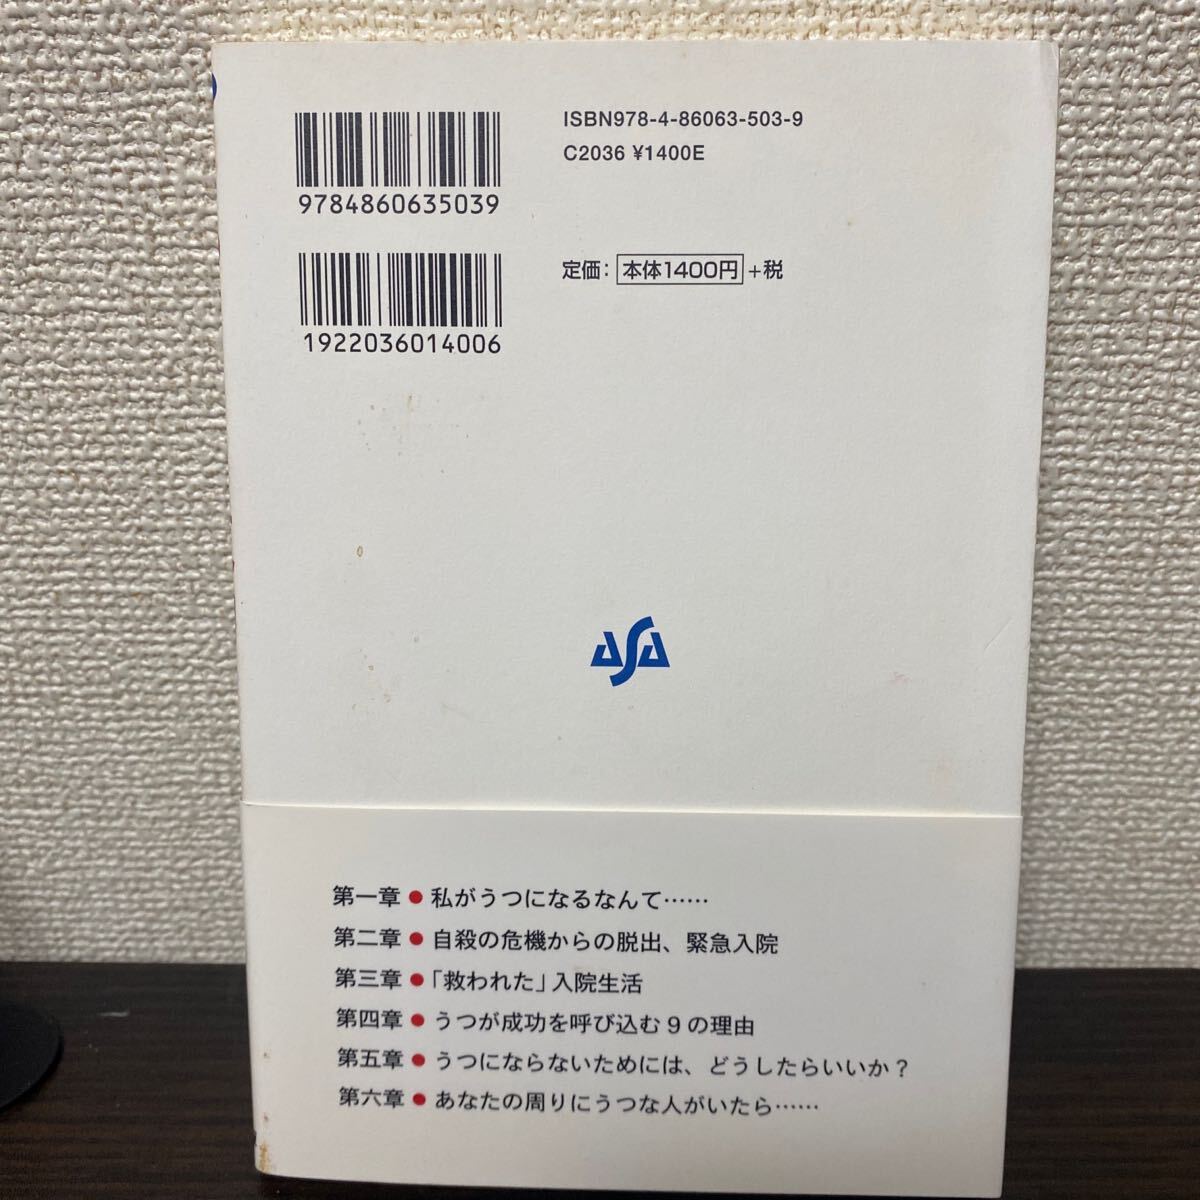 ISBN978-4-86063-503-9
C2036 ¥1400E
9784860635039
定価：本体1400円+税
1922036014006
ASA
第一章●私がうつになるなんて……
第二章●自殺の危機からの脱出、緊急入院
第三章●「救われた」入院生活
第四章●うつが成功を呼び込む9の理由
第五章●うつにならないためには、どうしたらいいか？
第六章●あなたの周りにうつな人がいたら……